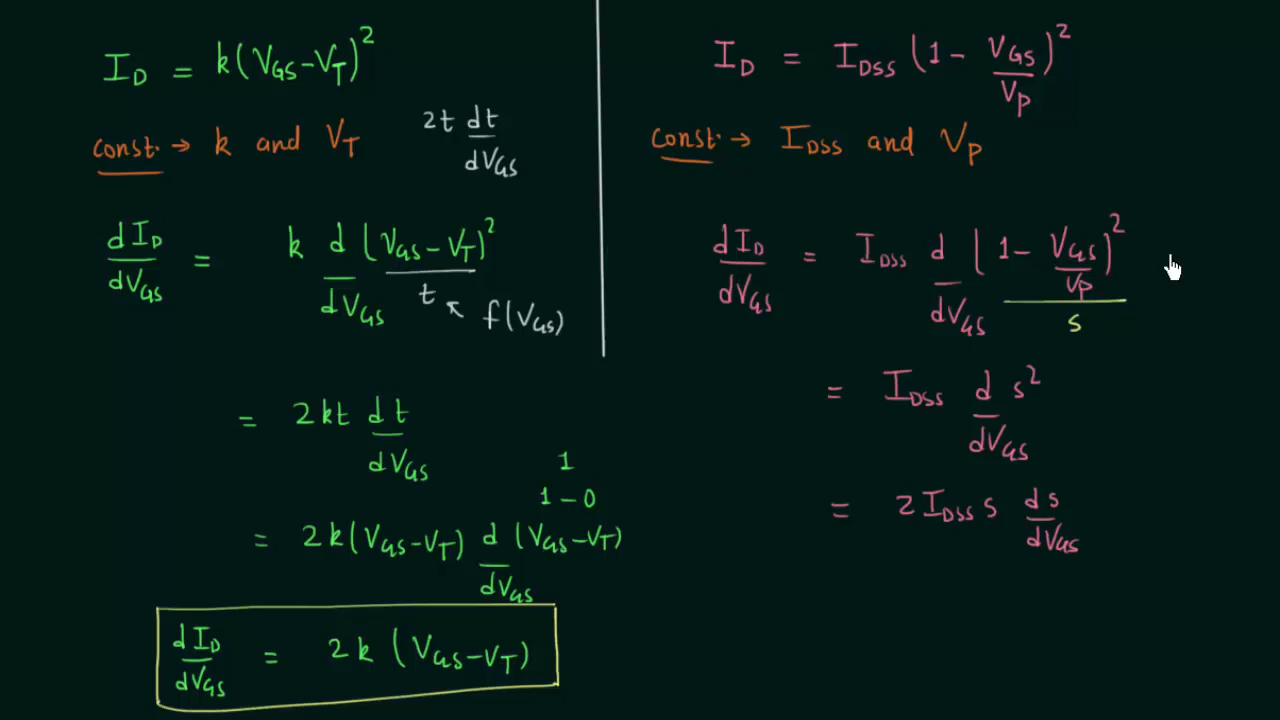 I_D = k(V_GS-V_T)^2
const. → k and V_T
2t dt/dV_GS
dI_D/dV_GS = k d/dV_GS (V_GS-V_T)^2
t ↖ f(V_GS)
= 2kt dt/dV_GS
1
1-0
= 2k(V_GS-V_T) d/dV_GS (V_GS-V_T)
dI_D/dV_GS = 2k (V_GS-V_T)
I_D = I_DSS (1 - V_GS/V_P)^2
const. → I_DSS and V_P
dI_D/dV_GS = I_DSS d/dV_GS (1 - V_GS/V_P)^2
s
= I_DSS d/dV_GS s^2
= 2 I_DSS s ds/dV_GS